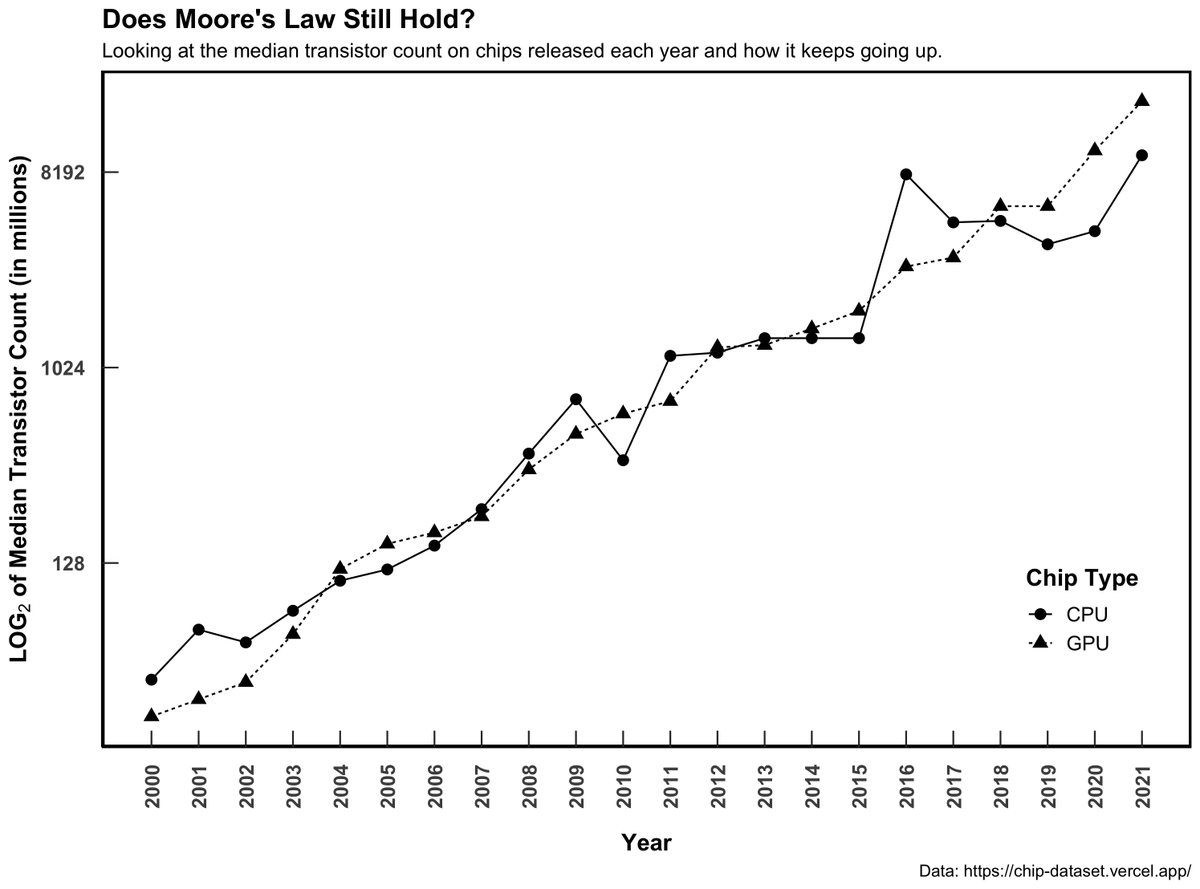 Does Moore's Law Still Hold?
Looking at the median transistor count on chips released each year and how it keeps going up.
LOG₂ of Median Transistor Count (in millions)
8192
1024
128
Chip Type
CPU
GPU
2000 2001 2002 2003 2004 2005 2006 2007 2008 2009 2010 2011 2012 2013 2014 2015 2016 2017 2018 2019 2020 2021
Year
Data: https://chip-dataset.vercel.app/